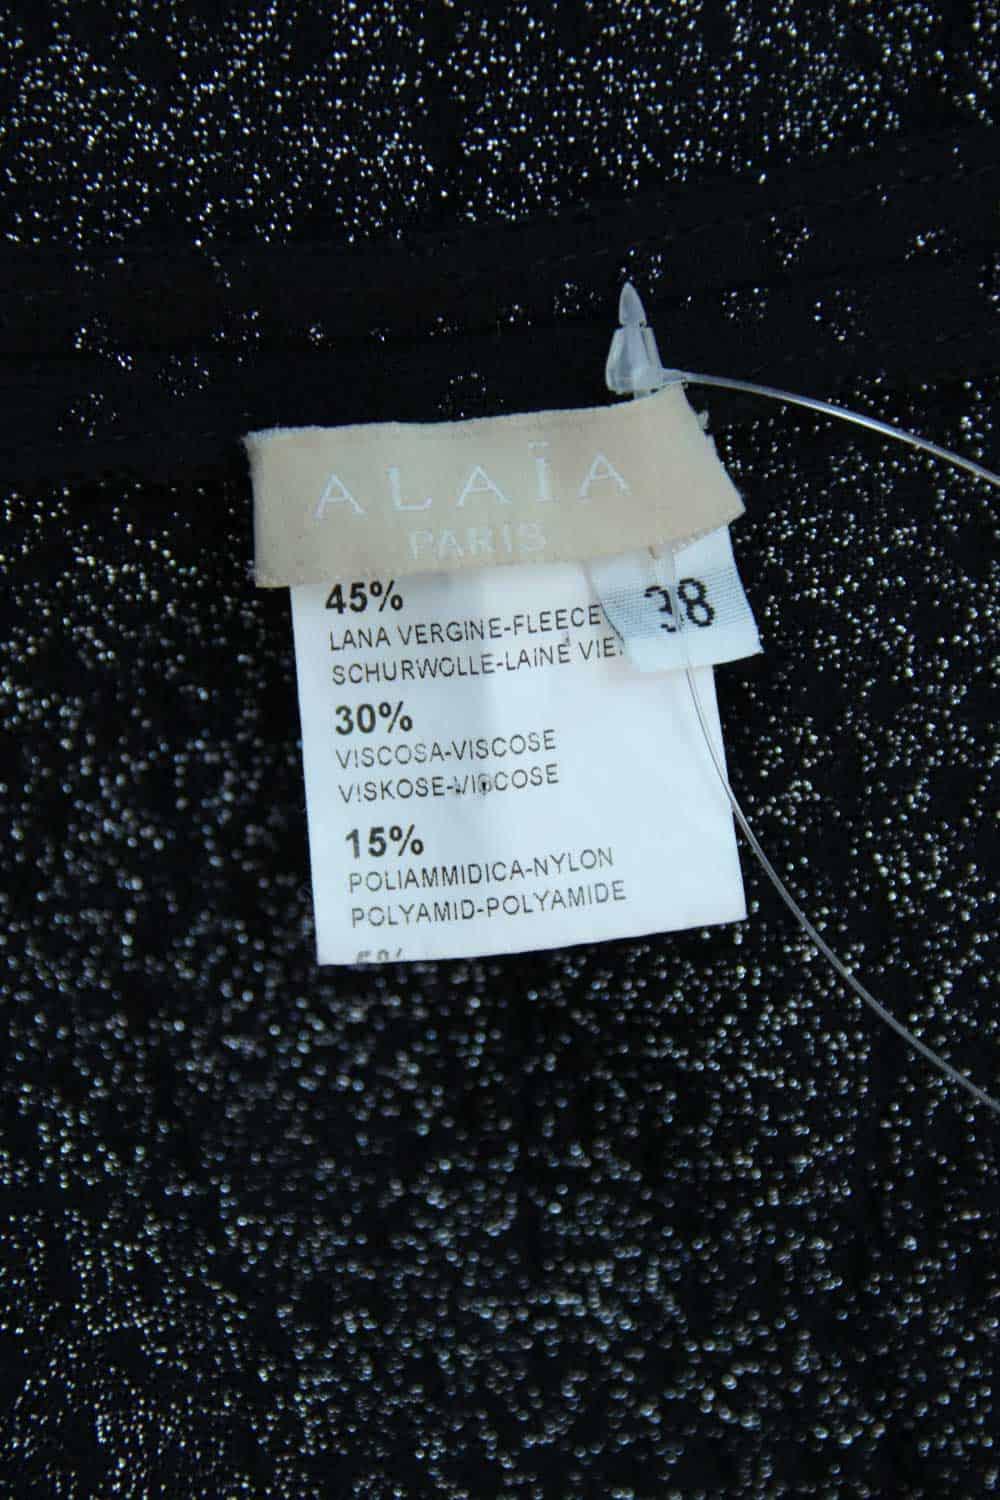 ALAÏA
PARIS
38
45%
LANA VERGINE-FLEECE
SCHURWOLLE-LAINE
30%
VISCOSA-VISCOSE
VISKOSE-VISCOSE
15%
POLIAMMIDICA-NYLON
POLYAMID-POLYAMIDE